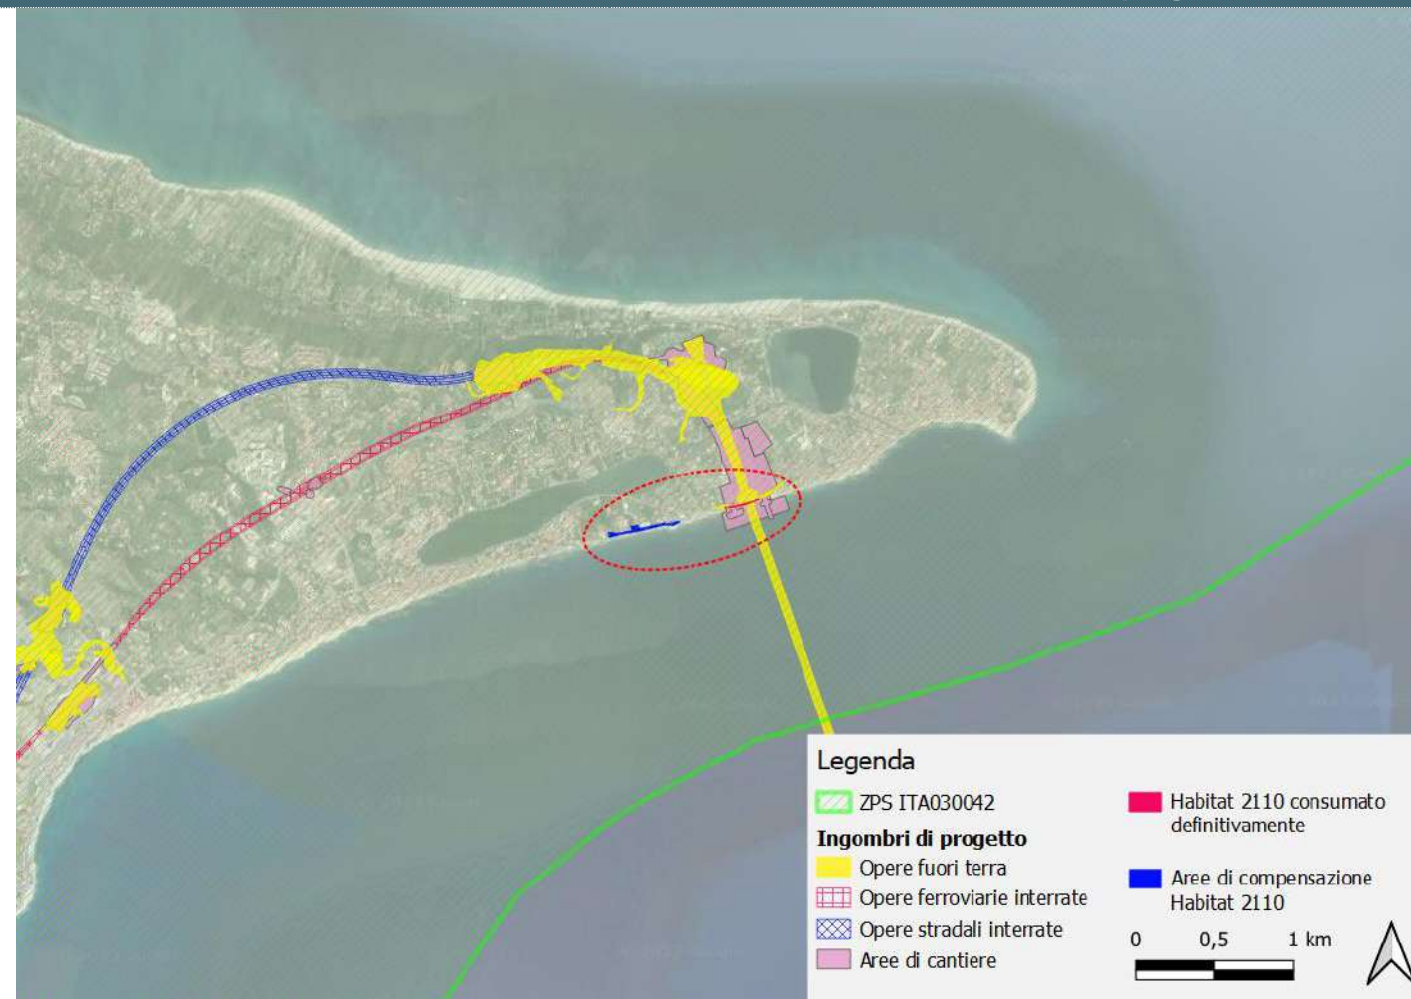 Legenda
ZPS ITA030042
Ingombri di progetto
Opere fuori terra
Opere ferroviarie interrate
Opere stradali interrate
Aree di cantiere
Habitat 2110 consumato
definitivamente
Aree di compensazione
Habitat 2110
0 0,5 1 km